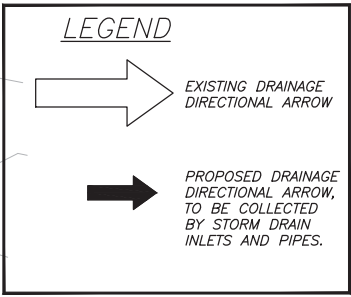 LEGEND
EXISTING DRAINAGE
DIRECTIONAL ARROW
PROPOSED DRAINAGE
DIRECTIONAL ARROW,
TO BE COLLECTED
BY STORM DRAIN
INLETS AND PIPES.